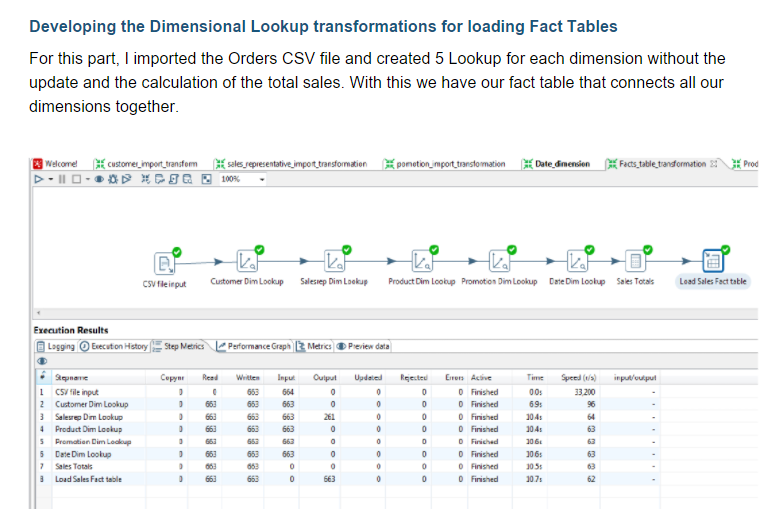 Developing the Dimensional Lookup transformations for loading Fact Tables
For this part, I imported the Orders CSV file and created 5 Lookup for each dimension without the
update and the calculation of the total sales. With this we have our fact table that connects all our
dimensions together.
Welcome! customer_import_transform sales_representative_import_transformation pomotion_import_transformation Date_dimension Facts_table_transformation Prod
100%
CSV file input Customer Dim Lookup Salesrep Dim Lookup Product Dim Lookup Promotion Dim Lookup Date Dim Lookup Sales Totals Load Sales Fact table
Execution Results
Logging Execution History Step Metrics Performance Graph Metrics Preview data
# Stepname Copynr Read Written Input Output Updated Rejected Errors Active Time Speed (r/s) input/output
1 CSV file input 0 0 663 664 0 0 0 0 Finished 0.0s 33,200 -
2 Customer Dim Lookup 0 663 663 663 0 0 0 0 Finished 6.9s 96 -
3 Salesrep Dim Lookup 0 663 663 663 261 0 0 0 Finished 10.4s 64 -
4 Product Dim Lookup 0 663 663 663 0 0 0 0 Finished 10.4s 63 -
5 Promotion Dim Lookup 0 663 663 663 0 0 0 0 Finished 10.6s 63 -
6 Date Dim Lookup 0 663 663 663 0 0 0 0 Finished 10.6s 63 -
7 Sales Totals 0 663 663 0 0 0 0 0 Finished 10.5s 63 -
8 Load Sales Fact table 0 663 663 0 663 0 0 0 Finished 10.7s 62 -